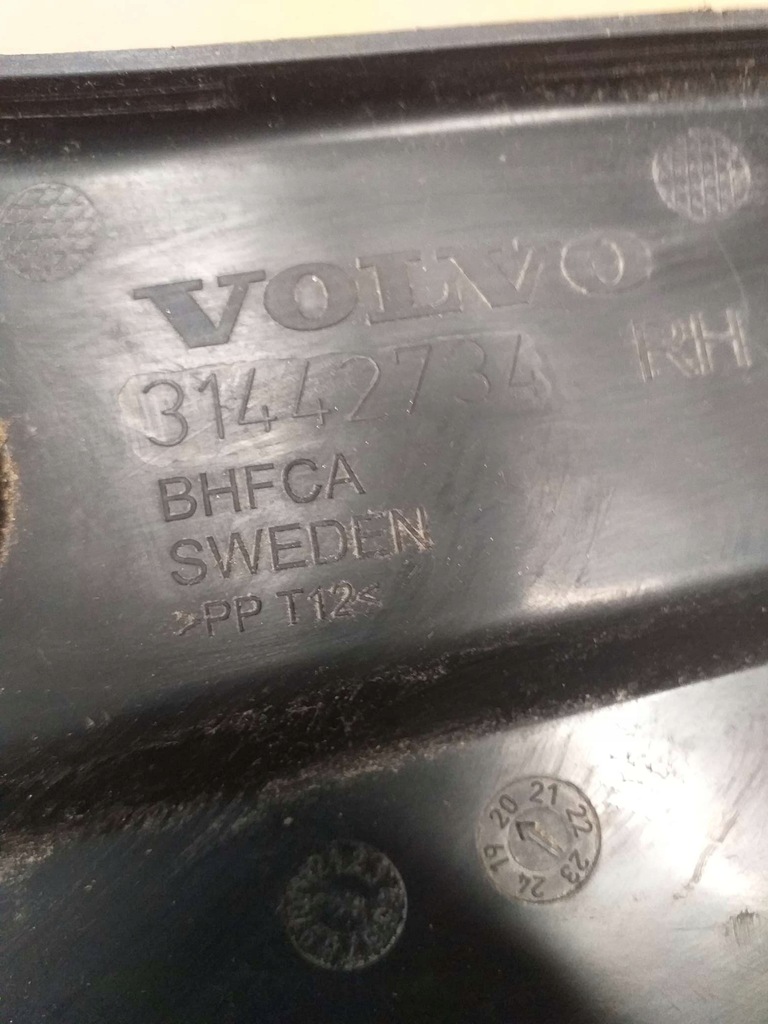 VOLVO
31442734 RH
BHFCA
SWEDEN
>PP T12<
19 20 21 22 23 24